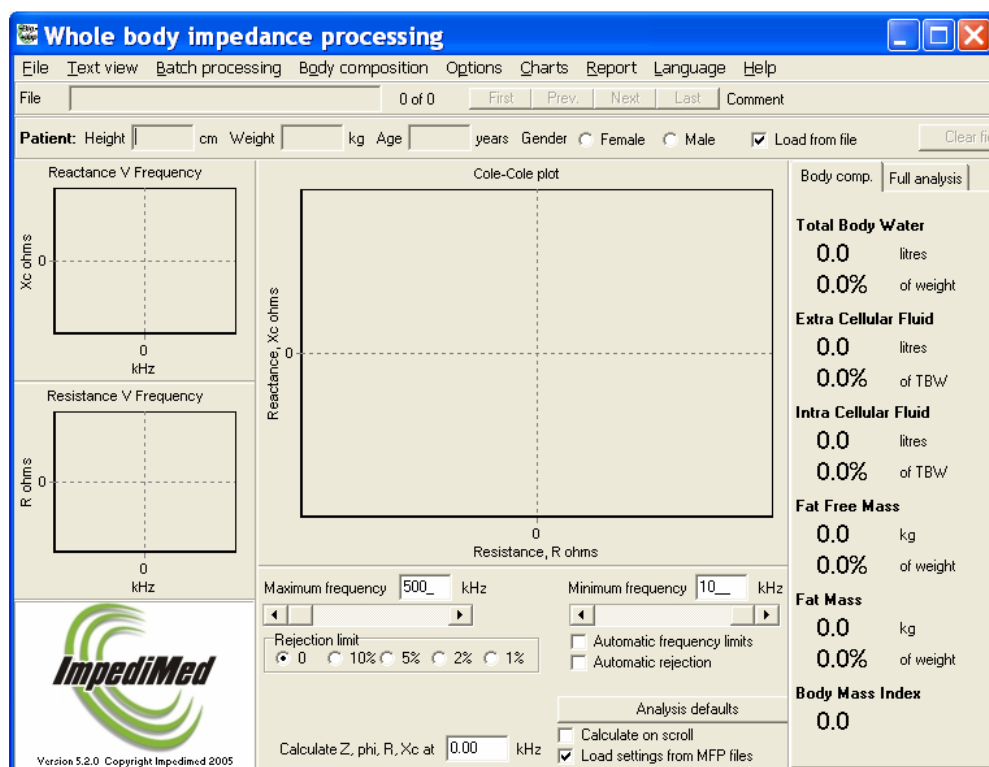 Whole body impedance processing
File Text view Batch processing Body composition Options Charts Report Language Help
File 0 of 0 First Prev. Next Last Comment
Patient: Height cm Weight kg Age years Gender Female Male Load from file Clear fi
Reactance V Frequency
Xc ohms
0
0
kHz
Resistance V Frequency
R ohms
0
0
kHz
Cole-Cole plot
Reactance, Xc ohms
0
0
Resistance, R ohms
Maximum frequency 500_ kHz
Minimum frequency 10__ kHz
Rejection limit
0 10% 5% 2% 1%
Automatic frequency limits
Automatic rejection
Analysis defaults
Calculate on scroll
Calculate Z, phi, R, Xc at 0.00 kHz
Load settings from MFP files
ImpediMed
Version 5.2.0 Copyright Impedimed 2005
Body comp. Full analysis
Total Body Water
0.0 litres
0.0% of weight
Extra Cellular Fluid
0.0 litres
0.0% of TBW
Intra Cellular Fluid
0.0 litres
0.0% of TBW
Fat Free Mass
0.0 kg
0.0% of weight
Fat Mass
0.0 kg
0.0% of weight
Body Mass Index
0.0